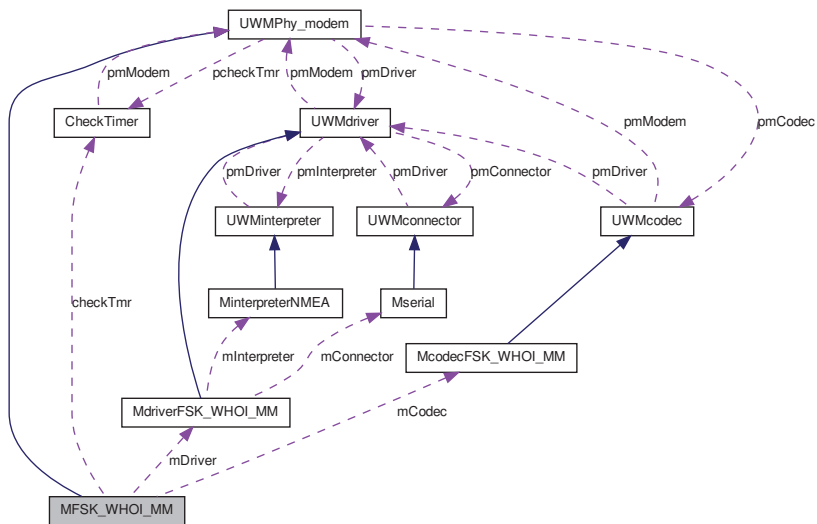 UWMPhy_modem
pmModem
pcheckTmr
pmModem
pmDriver
CheckTimer
UWMdriver
pmModem
pmCodec
pmDriver
pmInterpreter
pmDriver
pmConnector
pmDriver
UWMinterpreter
UWMconnector
UWMcodec
checkTmr
MinterpreterNMEA
Mserial
mInterpreter
mConnector
McodecFSK_WHOI_MM
MdriverFSK_WHOI_MM
mCodec
mDriver
MFSK_WHOI_MM